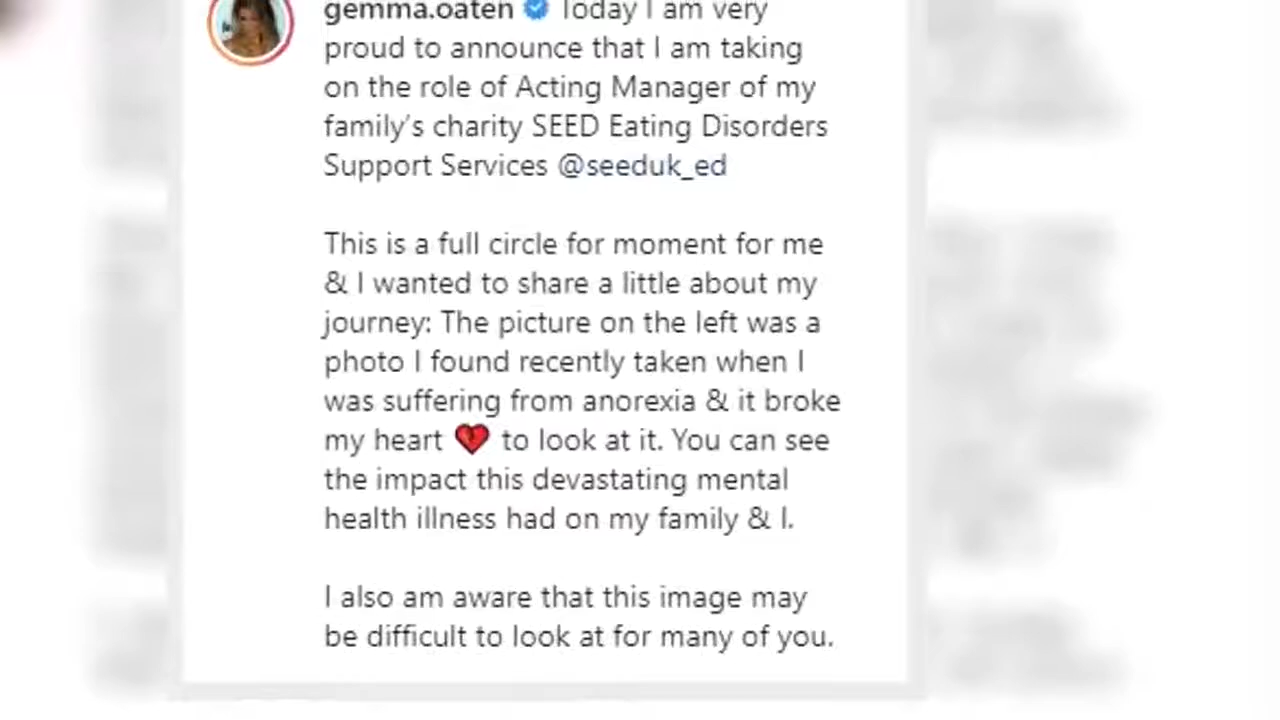 gemma.oaten Today I am very
proud to announce that I am taking
on the role of Acting Manager of my
family's charity SEED Eating Disorders
Support Services @seeduk_ed
This is a full circle for moment for me
& I wanted to share a little about my
journey: The picture on the left was a
photo I found recently taken when I
was suffering from anorexia & it broke
my heart 💔 to look at it. You can see
the impact this devastating mental
health illness had on my family & I.
I also am aware that this image may
be difficult to look at for many of you.